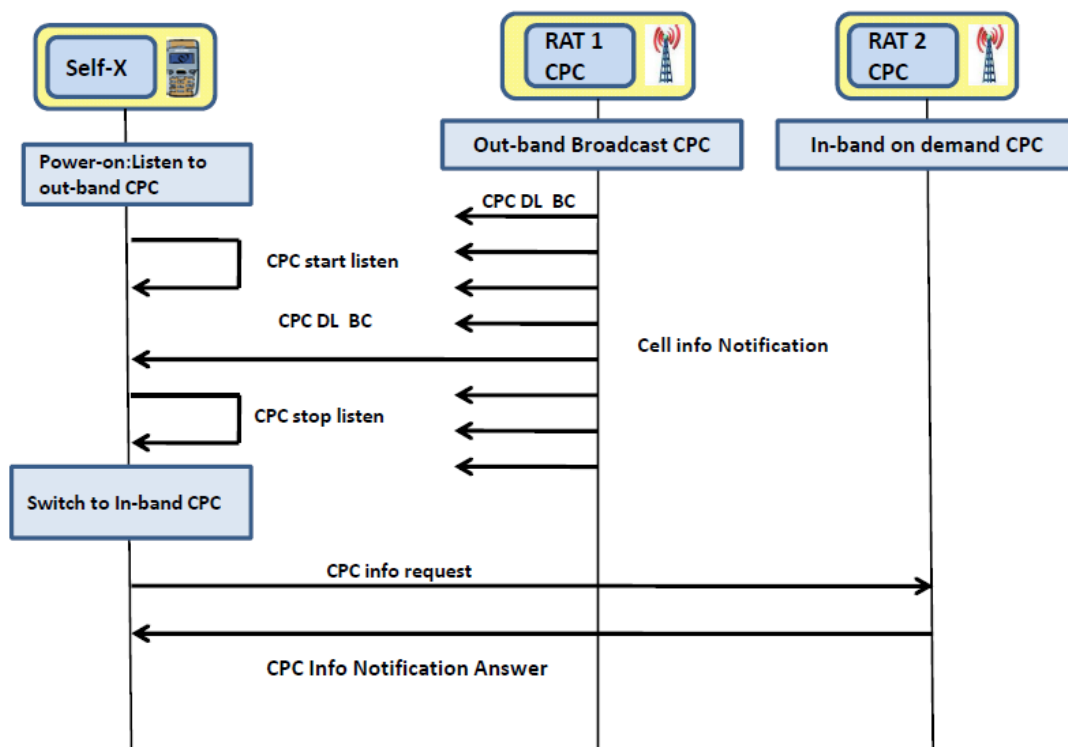 Self-X
RAT 1
CPC
RAT 2
CPC
Out-band Broadcast CPC
In-band on demand CPC
Power-on:Listen to
out-band CPC
CPC DL BC
CPC start listen
CPC DL BC
Cell info Notification
CPC stop listen
Switch to In-band CPC
CPC info request
CPC Info Notification Answer